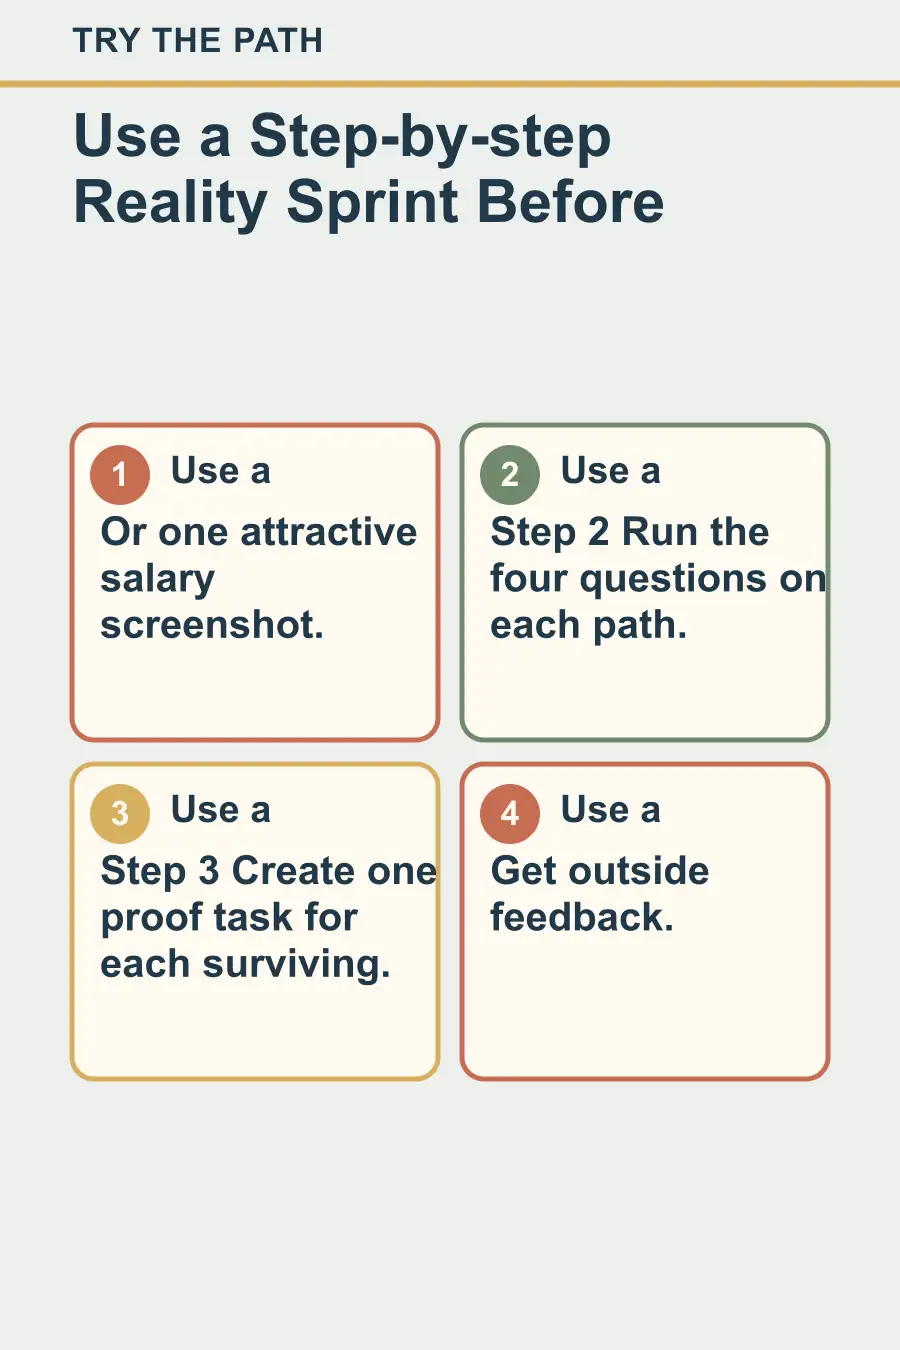 TRY THE PATH
Use a Step-by-step
Reality Sprint Before
1 Use a
Or one attractive
salary
screenshot.
2 Use a
Step 2 Run the
four questions on
each path.
3 Use a
Step 3 Create one
proof task for
each surviving.
4 Use a
Get outside
feedback.